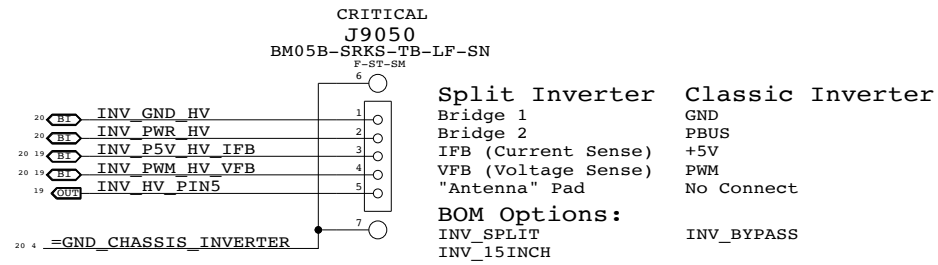 CRITICAL
J9050
BM05B-SRKS-TB-LF-SN
F-ST-SM
6
20 BI INV_GND_HV 1
20 BI INV_PWR_HV 2
20 19 BI INV_P5V_HV_IFB 3
20 19 BI INV_PWM_HV_VFB 4
19 OUT INV_HV_PIN5 5
7
20 4 =GND_CHASSIS_INVERTER
Split Inverter Classic Inverter
Bridge 1 GND
Bridge 2 PBUS
IFB (Current Sense) +5V
VFB (Voltage Sense) PWM
"Antenna" Pad No Connect
BOM Options:
INV_SPLIT INV_BYPASS
INV_15INCH